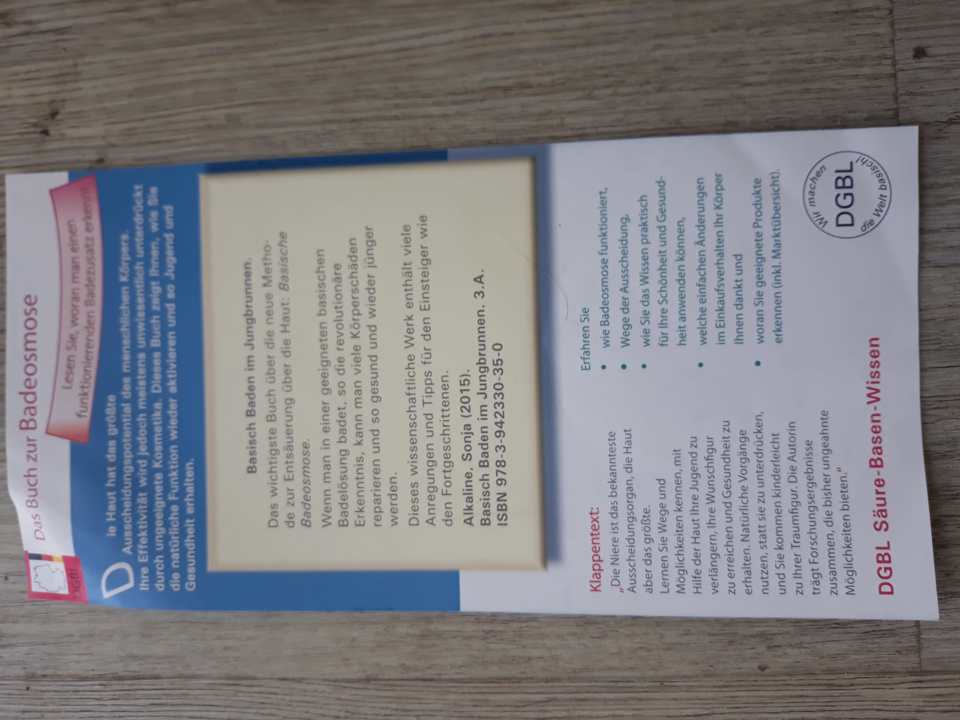 Das Buch zur Badeosmose
DGBL
Lesen Sie, woran man einen
funktionierenden Badezusatz erkennt
Die Haut hat das größte
Ausscheidungspotential des menschlichen Körpers.
Ihre Effektivität wird jedoch meistens unwissentlich unterdrückt
durch ungeeignete Kosmetika. Dieses Buch zeigt Ihnen, wie Sie
die natürliche Funktion wieder aktivieren und so Jugend und
Gesundheit erhalten.
Basisch Baden im Jungbrunnen.
Das wichtigste Buch über die neue Metho-
de zur Entsäuerung über die Haut: Basische
Badeosmose.
Wenn man in einer geeigneten basischen
Badelösung badet, so die revolutionäre
Erkenntnis, kann man viele Körperschäden
reparieren und so gesund und wieder jünger
werden.
Dieses wissenschaftliche Werk enthält viele
Anregungen und Tipps für den Einsteiger wie
den Fortgeschrittenen.
Alkaline, Sonja (2015).
Basisch Baden im Jungbrunnen. 3.A.
ISBN 978-3-942330-35-0
Klappentext:
„Die Niere ist das bekannteste
Ausscheidungsorgan, die Haut
aber das größte.
Lernen Sie Wege und
Möglichkeiten kennen, mit
Hilfe der Haut Ihre Jugend zu
verlängern, Ihre Wunschfigur
zu erreichen und Gesundheit zu
erhalten. Natürliche Vorgänge
nutzen, statt sie zu unterdrücken,
und Sie kommen kinderleicht
zu Ihrer Traumfigur. Die Autorin
trägt Forschungsergebnisse
zusammen, die bisher ungeahnte
Möglichkeiten bieten."
Erfahren Sie
• wie Badeosmose funktioniert,
• Wege der Ausscheidung,
• wie Sie das Wissen praktisch
für Ihre Schönheit und Gesund-
heit anwenden können,
• welche einfachen Änderungen
im Einkaufsverhalten Ihr Körper
Ihnen dankt und
• woran Sie geeignete Produkte
erkennen (inkl. Marktübersicht).
DGBL Säure-Basen-Wissen
Wir machen
DGBL
die Welt basisch!